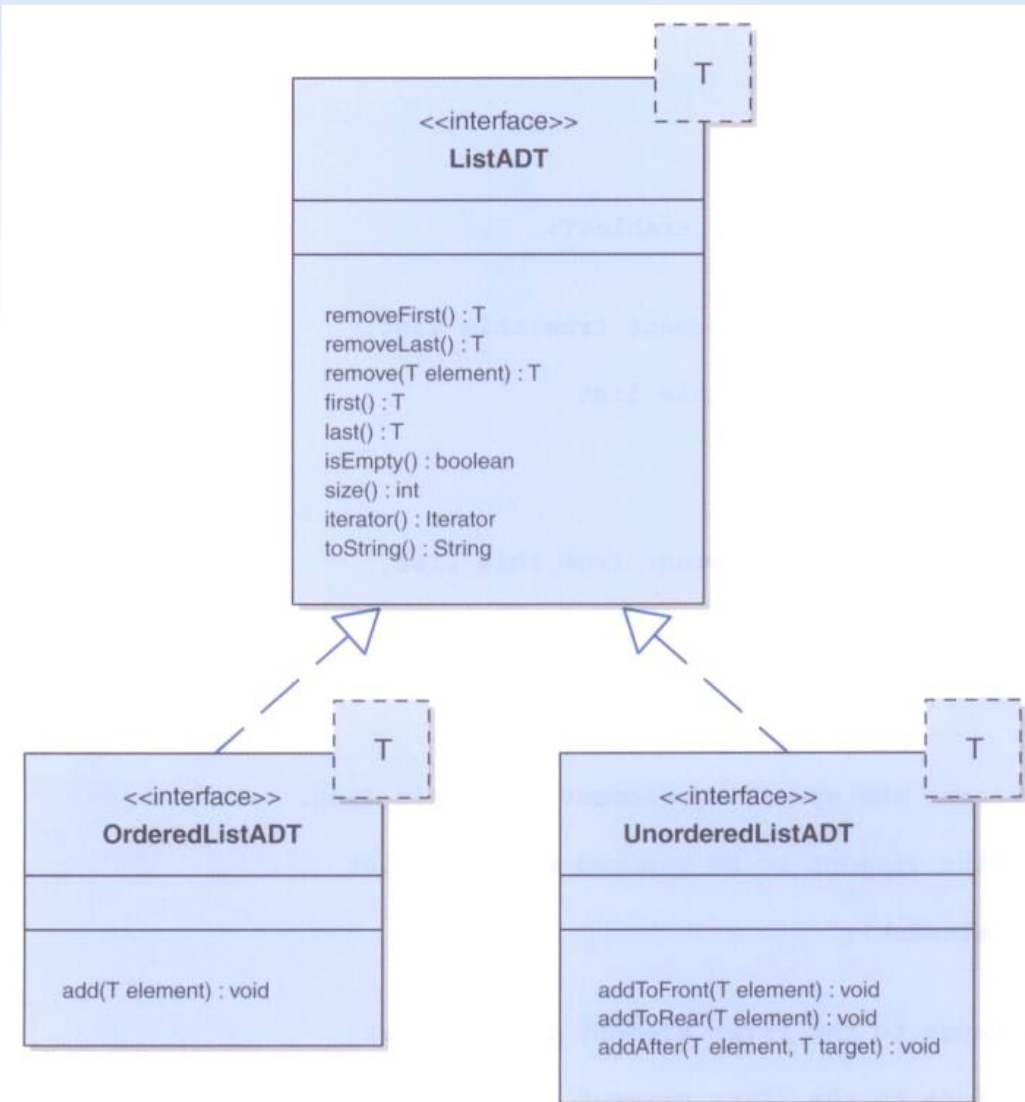 T
<<interface>>
ListADT
removeFirst() : T
removeLast() : T
remove(T element) : T
first() : T
last() : T
isEmpty() : boolean
size() : int
iterator() : Iterator
toString() : String
T
<<interface>>
OrderedListADT
add(T element) : void
T
<<interface>>
UnorderedListADT
addToFront(T element) : void
addToRear(T element) : void
addAfter(T element, T target) : void